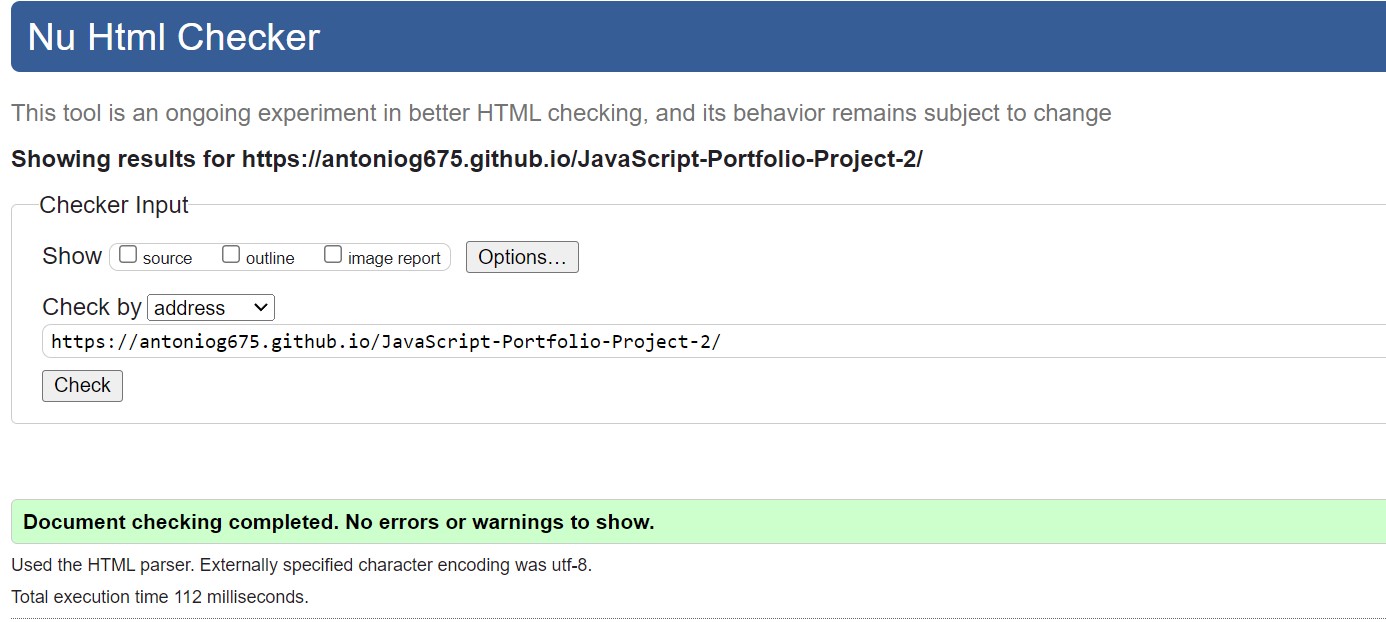 Nu Html Checker
This tool is an ongoing experiment in better HTML checking, and its behavior remains subject to change
Showing results for https://antoniog675.github.io/JavaScript-Portfolio-Project-2/
Checker Input
Show source outline image report Options...
Check by address
https://antoniog675.github.io/JavaScript-Portfolio-Project-2/
Check
Document checking completed. No errors or warnings to show.
Used the HTML parser. Externally specified character encoding was utf-8.
Total execution time 112 milliseconds.